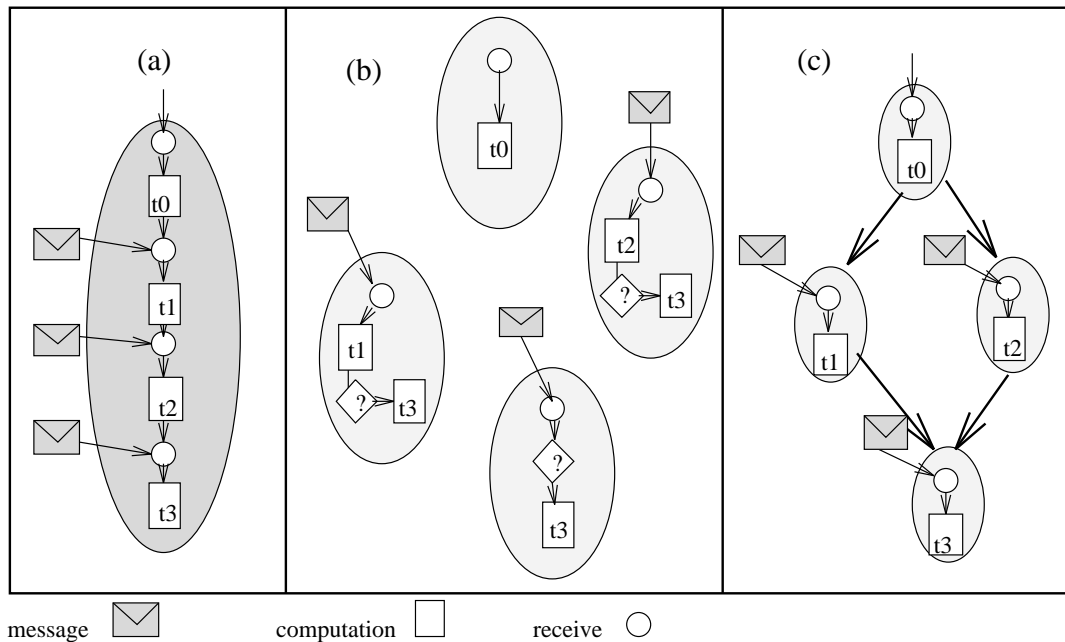 (a)
t0
t1
t2
t3
(b)
t0
t2
?
t3
t1
?
t3
?
t3
(c)
t0
t1
t2
t3
message computation receive